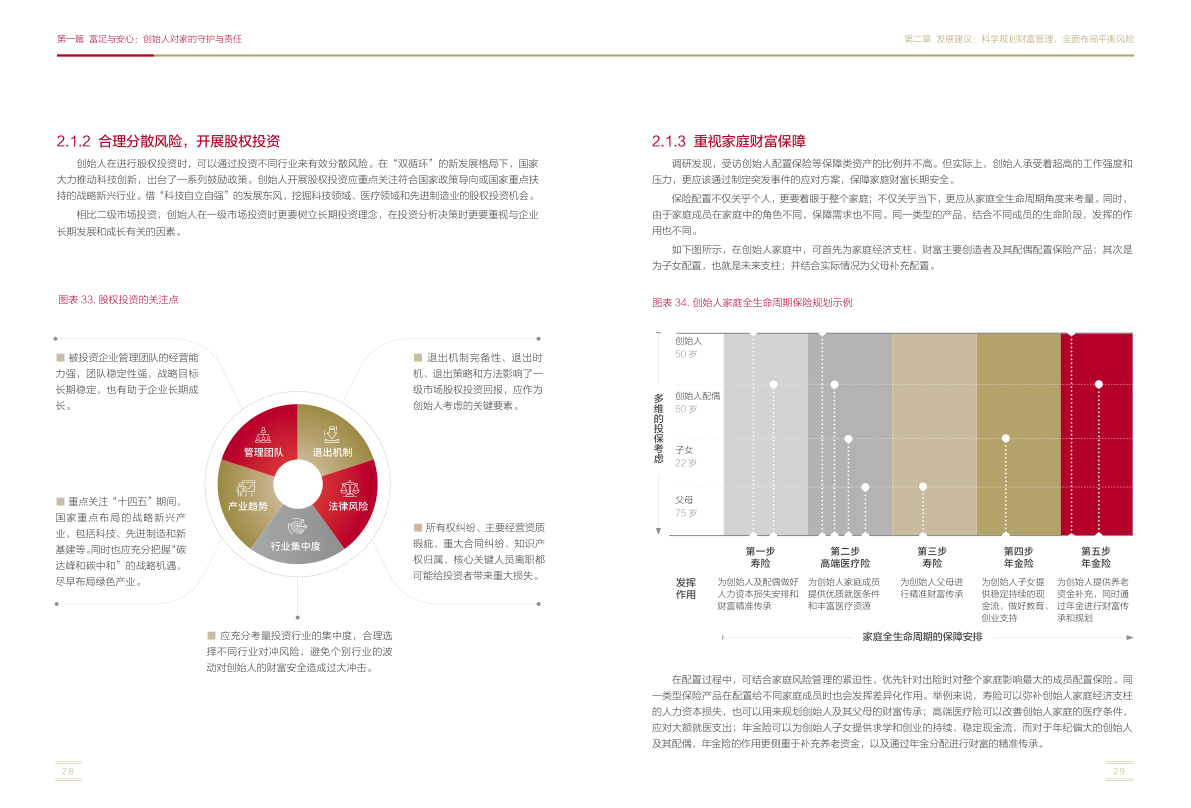 第一篇 富足与安心：创始人对家的守护与责任
第二章 发展建议：科学规划财富管理，全面布局平衡风险
2.1.2 合理分散风险，开展股权投资
创始人在进行股权投资时，可以通过投资不同行业来有效分散风险。在“双循环”的新发展格局下，国家
大力推动科技创新，出台了一系列鼓励政策。创始人开展股权投资应重点关注符合国家政策导向或国家重点扶
持的战略新兴行业。借“科技自立自强”的发展东风，挖掘科技领域、医疗领域和先进制造业的股权投资机会。
相比二级市场投资，创始人在一级市场投资时更要树立长期投资理念，在投资分析决策时更要重视与企业
长期发展和成长有关的因素。
图表 33. 股权投资的关注点
被投资企业管理团队的经营能
力强，团队稳定性强，战略目标
长期稳定，也有助于企业长期成
长。
退出机制完备性、退出时
机、退出策略和方法影响了一
级市场股权投资回报，应作为
创始人考虑的关键要素。
管理团队
退出机制
产业趋势
法律风险
行业集中度
重点关注“十四五”期间，
国家重点布局的战略新兴产
业，包括科技、先进制造和新
基建等。同时也应充分把握“碳
达峰和碳中和”的战略机遇，
尽早布局绿色产业。
所有权纠纷、主要经营资质
瑕疵、重大合同纠纷、知识产
权归属、核心关键人员离职都
可能给投资者带来重大损失。
应充分考量投资行业的集中度，合理选
择不同行业对冲风险，避免个别行业的波
动对创始人的财富安全造成过大冲击。
28
2.1.3 重视家庭财富保障
调研发现，受访创始人配置保险等保障类资产的比例并不高。但实际上，创始人承受着超高的工作强度和
压力，更应该通过制定突发事件的应对方案，保障家庭财富长期安全。
保险配置不仅关乎个人，更要着眼于整个家庭；不仅关乎当下，更应从家庭全生命周期角度来考量。同时，
由于家庭成员在家庭中的角色不同，保障需求也不同。同一类型的产品，结合不同成员的生命阶段，发挥的作
用也不同。
如下图所示，在创始人家庭中，可首先为家庭经济支柱、财富主要创造者及其配偶配置保险产品；其次是
为子女配置，也就是未来支柱；并结合实际情况为父母补充配置。
图表 34. 创始人家庭全生命周期保险规划示例
多维的投保考虑
创始人
50 岁
创始人配偶
50 岁
子女
22 岁
父母
75 岁
第一步
寿险
第二步
高端医疗险
第三步
寿险
第四步
年金险
第五步
年金险
发挥
作用
为创始人及配偶做好
人力资本损失安排和
财富精准传承
为创始人家庭成员
提供优质就医条件
和丰富医疗资源
为创始人父母进
行精准财富传承
为创始人子女提
供稳定持续的现
金流，做好教育、
创业支持
为创始人提供养老
资金补充，同时通
过年金进行财富传
承和规划
家庭全生命周期的保障安排
在配置过程中，可结合家庭风险管理的紧迫性，优先针对出险时对整个家庭影响最大的成员配置保险。同
一类型保险产品在配置给不同家庭成员时也会发挥差异化作用。举例来说，寿险可以弥补创始人家庭经济支柱
的人力资本损失，也可以用来规划创始人及其父母的财富传承；高端医疗险可以改善创始人家庭的医疗条件，
应对大额就医支出；年金险可以为创始人子女提供求学和创业的持续、稳定现金流，而对于年纪偏大的创始人
及其配偶，年金险的作用更侧重于补充养老资金，以及通过年金分配进行财富的精准传承。
29